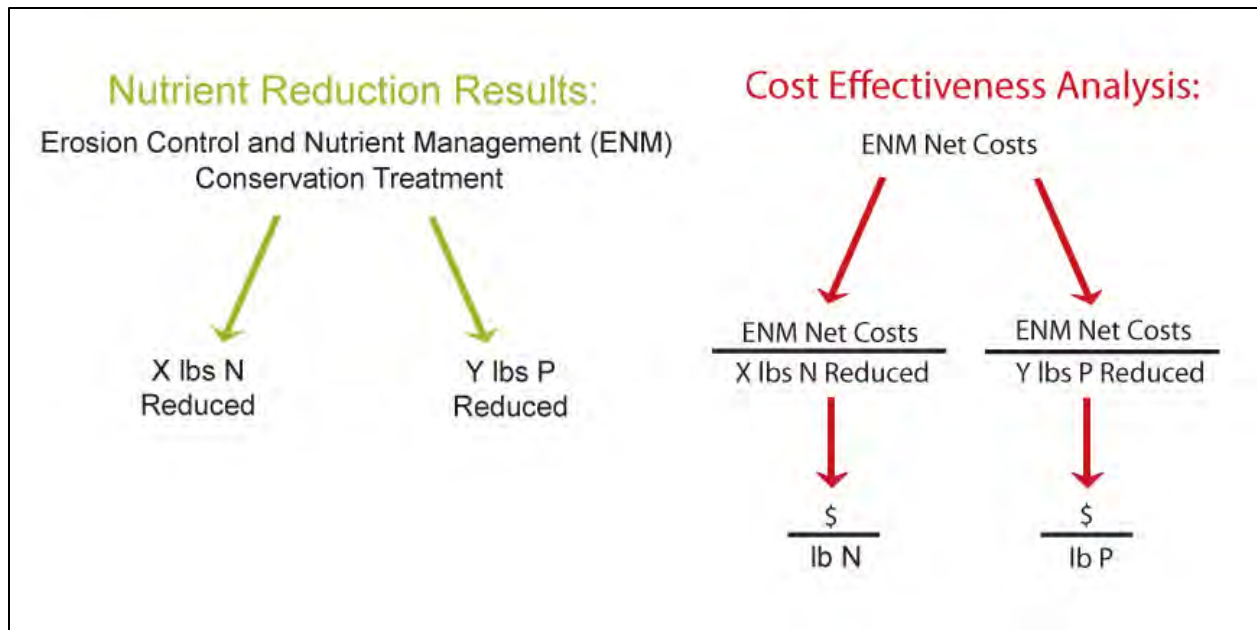 Nutrient Reduction Results:
Erosion Control and Nutrient Management (ENM)
Conservation Treatment
X lbs N
Reduced
Y lbs P
Reduced
Cost Effectiveness Analysis:
ENM Net Costs
ENM Net Costs
X lbs N Reduced
ENM Net Costs
Y lbs P Reduced
$
lb N
$
lb P